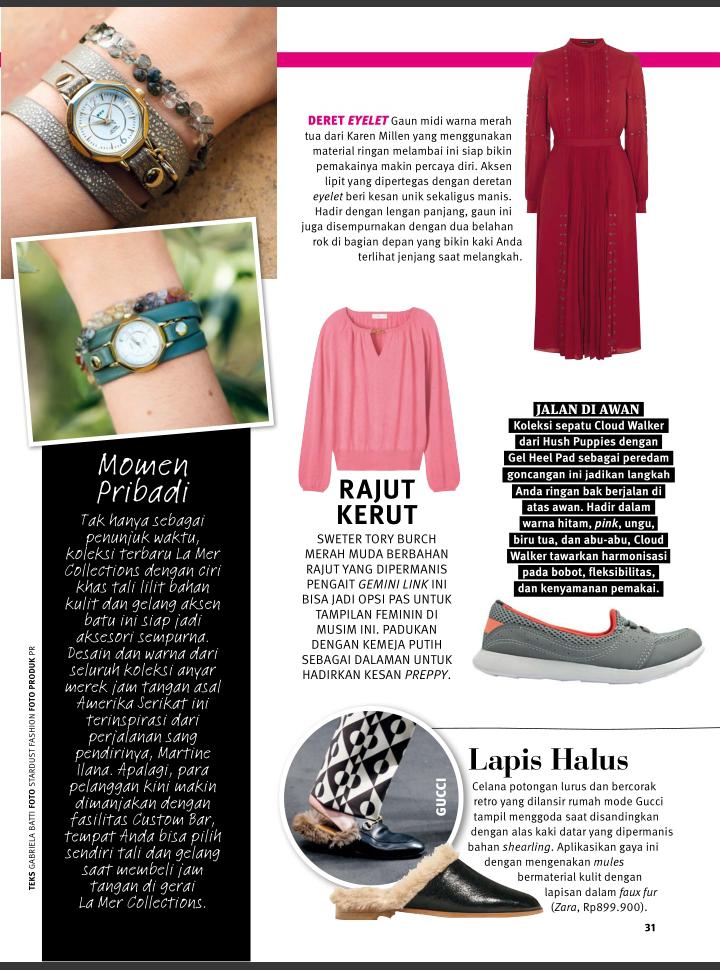 DERET EYELET Gaun midi warna merah
tua dari Karen Millen yang menggunakan
material ringan melambai ini siap bikin
pemakainya makin percaya diri. Aksen
lipit yang dipertegas dengan deretan
eyelet beri kesan unik sekaligus manis.
Hadir dengan lengan panjang, gaun ini
juga disempurnakan dengan dua belahan
rok di bagian depan yang bikin kaki Anda
terlihat jenjang saat melangkah.
Momen
Pribadi
Tak hanya sebagai
penunjuk waktu,
koleksi terbaru La Mer
Collections dengan ciri
khas tali lilit bahan
kulit dan gelang aksen
batu ini siap jadi
aksesori sempurna.
Desain dan warna dari
seluruh koleksi anyar
merek jam tangan asal
Amerika Serikat ini
terinspirasi dari
perjalanan sang
pendirinya, Martine
Ilana. Apalagi, para
pelanggan kini makin
dimanjakan dengan
fasilitas Custom Bar,
tempat Anda bisa pilih
sendiri tali dan gelang
saat membeli jam
tangan di gerai
La Mer Collections.
RAJUT
KERUT
SWETER TORY BURCH
MERAH MUDA BERBAHAN
RAJUT YANG DIPERMANIS
PENGAIT GEMINI LINK INI
BISA JADI OPSI PAS UNTUK
TAMPILAN FEMININ DI
MUSIM INI. PADUKAN
DENGAN KEMEJA PUTIH
SEBAGAI DALAMAN UNTUK
HADIRKAN KESAN PREPPY.
JALAN DI AWAN
Koleksi sepatu Cloud Walker
dari Hush Puppies dengan
Gel Heel Pad sebagai peredam
goncangan ini jadikan langkah
Anda ringan bak berjalan di
atas awan. Hadir dalam
warna hitam, pink, ungu,
biru tua, dan abu-abu, Cloud
Walker tawarkan harmonisasi
pada bobot, fleksibilitas,
dan kenyamanan pemakai.
GUCCI
Lapis Halus
Celana potongan lurus dan bercorak
retro yang dilansir rumah mode Gucci
tampil menggoda saat disandingkan
dengan alas kaki datar yang dipermanis
bahan shearling. Aplikasikan gaya ini
dengan mengenakan mules
bermaterial kulit dengan
lapisan dalam faux fur
(Zara, Rp899.900).
TEKS GABRIELA BATTI FOTO STARDUST FASHION FOTO PRODUK PR
31